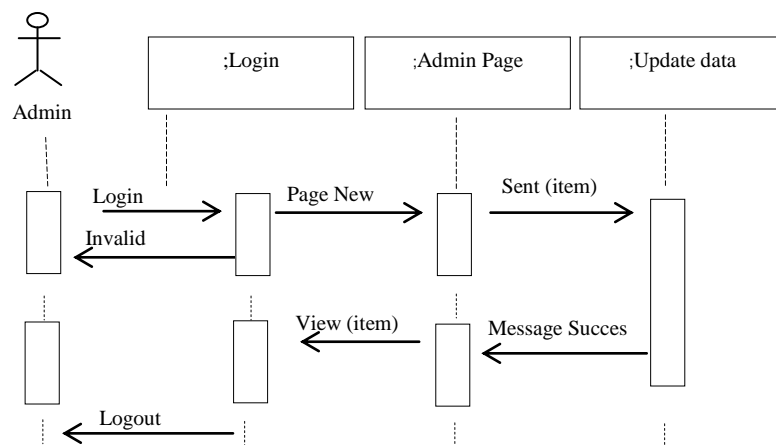 ;Login
;Admin Page
;Update data
Admin
Login
Page New
Sent (item)
Invalid
View (item)
Message Succes
Logout